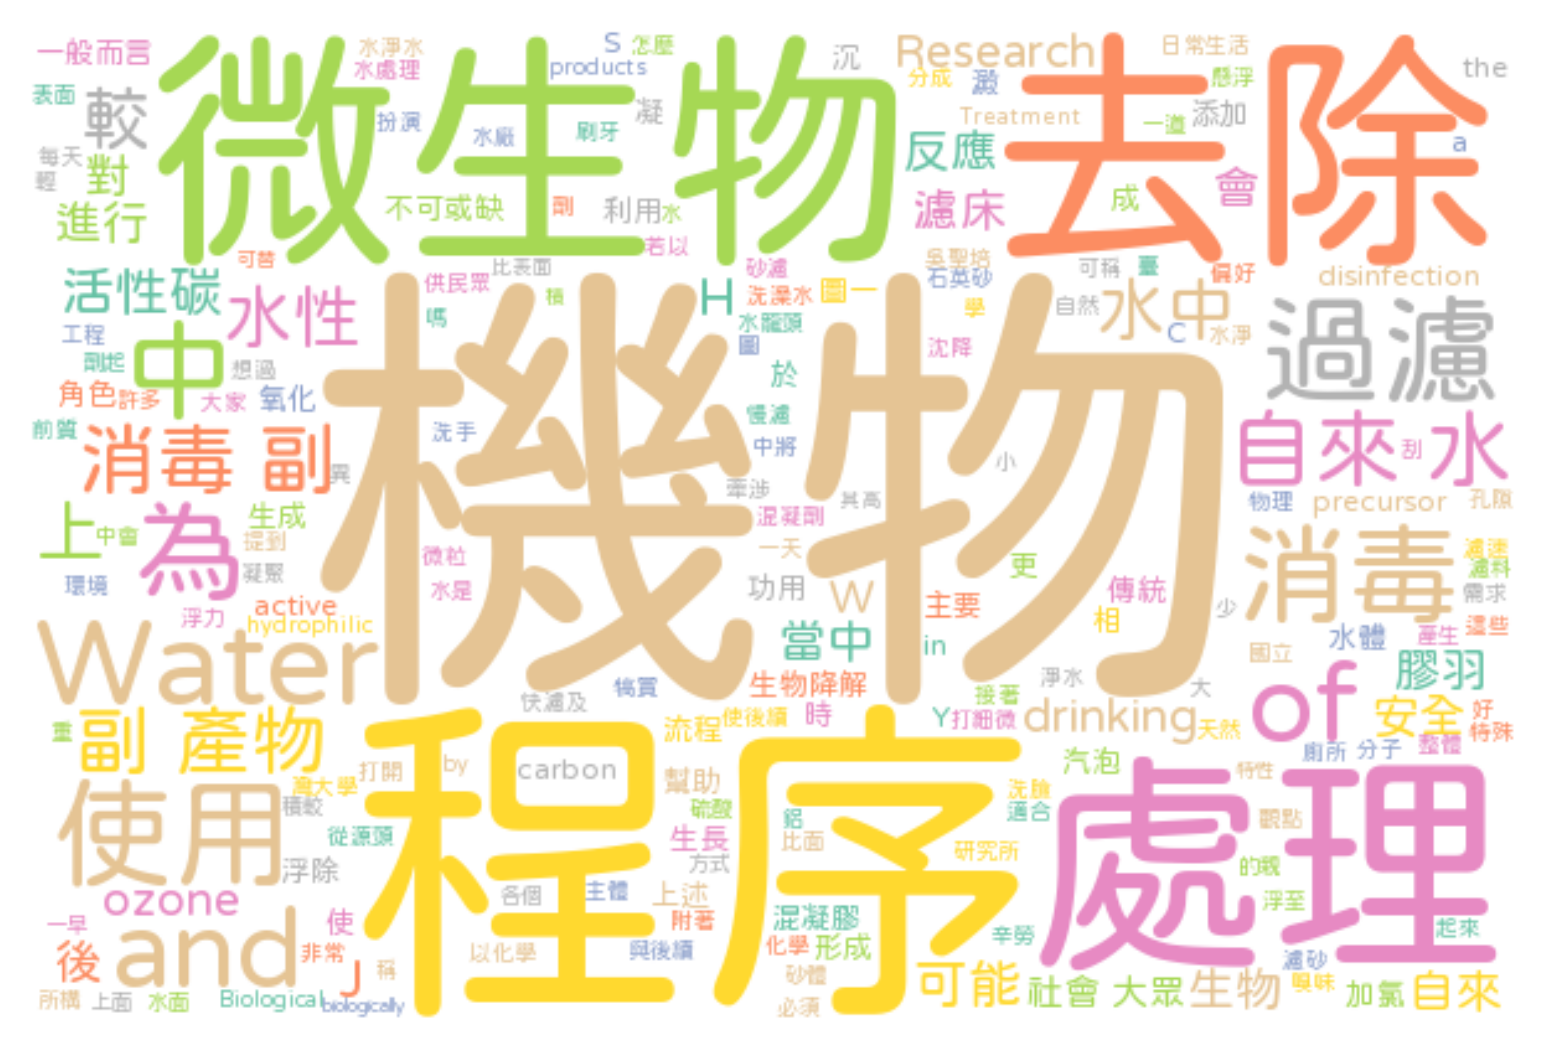 一般而言
水淨水
S
怎麼
沉
Research
日常生活
微生物
去除
水處理
products
分成
澱
懸浮
the
表面
較
扮演
水廠
刷牙
凝
Treatment
一道
添加
a
每天
輕
對
反應
會
進行
不可或缺
劑
利用
水
濾床
成
若以
可替
比表面
砂濾
吳聖培
可稱
臺
偏好
disinfection
活性碳
水性
供民眾
積
H
洗澡水
圖一
石英砂
學
自然
水中
過濾
工程
中
嗎
水龍頭
圖
C
水淨
劑起
想過
沈降
角色
許多
大家
氧化
機物
於
前質
慢濾
自來
刮
水
消毒
副
洗手
中將
異
小
牽涉
其高
物理
precursor
孔隙
上
中會
為
生成
混凝劑
提到
一天
消毒
濾速
微粒
更
濾料
凝聚
環境
水是
功用
W
傳統
需求
浮力
active
主要
相
少
hydrophilic
Water
當中
in
水體
產生
這些
國立
膠羽
生物降解
淨水
大
快濾及
犧質
接著
of
重
副
產物
流程
使後續
時
Y
打細微
drinking
天然
安全
好
特殊
程序
廁所
分子
整體
打開
by
carbon
汽泡
處理
特性
灣大學
使用
積較
幫助
洗臉
硫酸
鋁
適合
觀點
從源頭
生長
比面
研究所
浮除
方式
的觀
ozone
各個
主體
上述
浮至
一早
使
附著
混凝膠
辛勞
起來
後
and
非常
J
稱
以化學
與後續
化學
形成
濾砂
砂體
可能
社會
大眾
生物
嗅味
加氯
自來
所構
上面
水面
Biological
biologically
必須